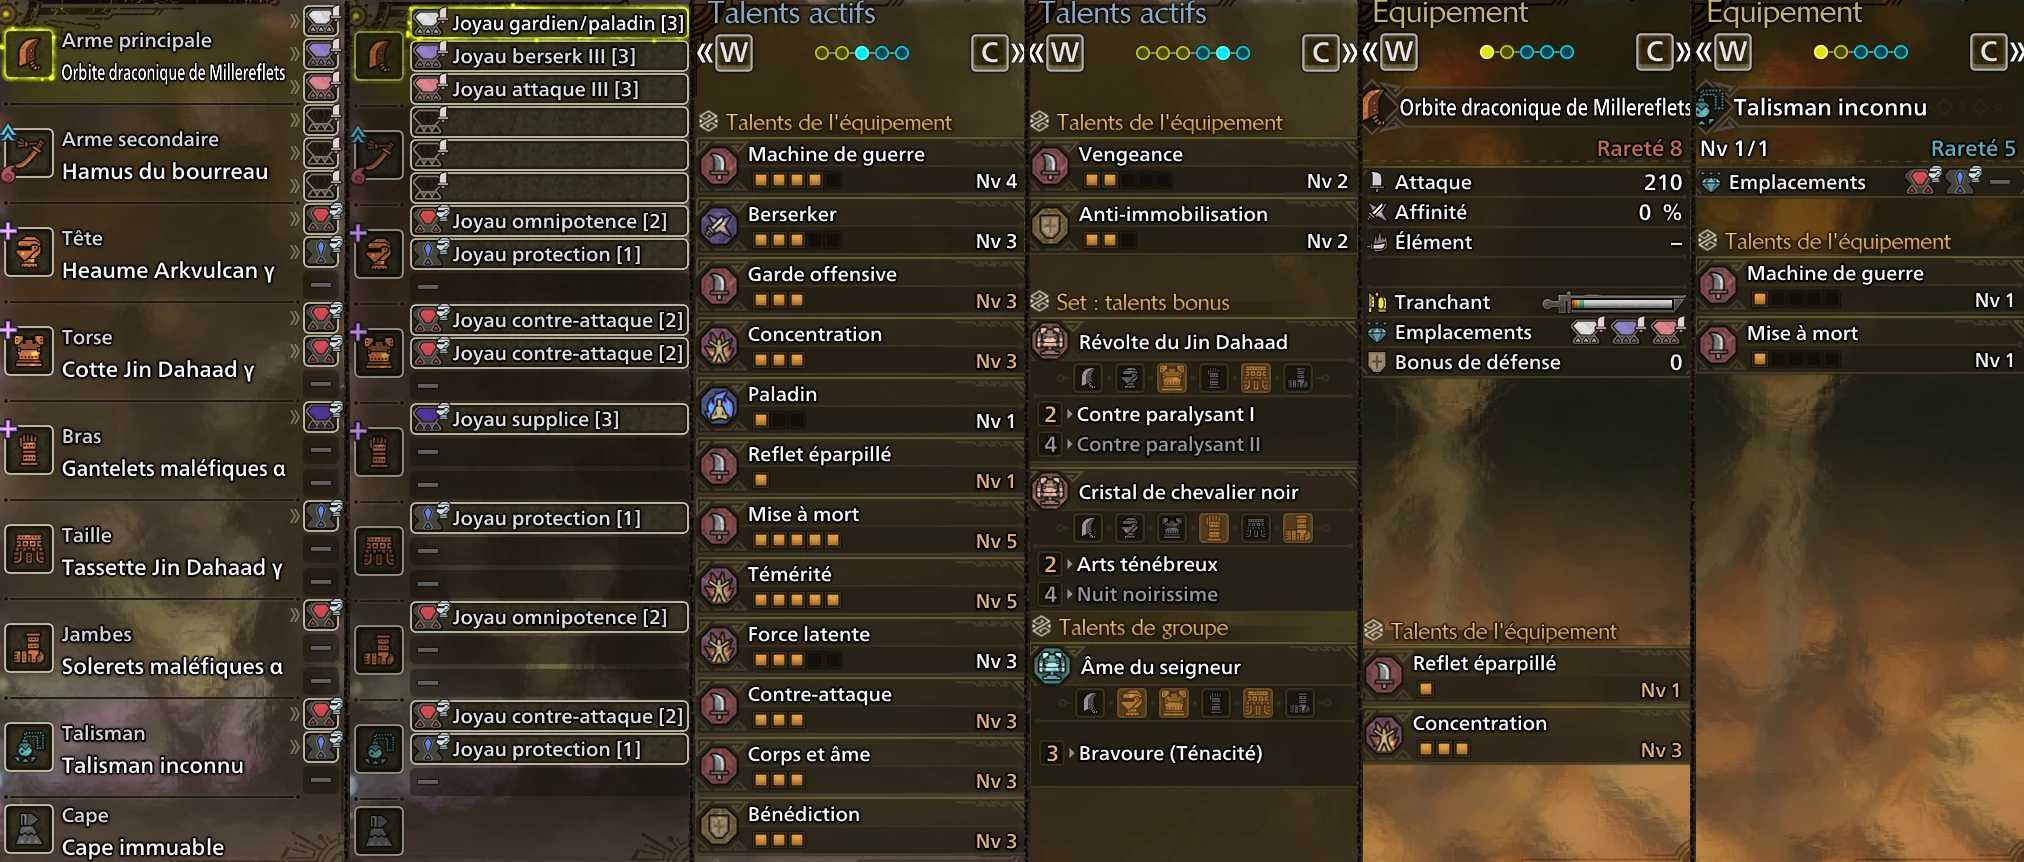 Arme principale
Orbite draconique de Millereflets
Arme secondaire
Hamus du bourreau
Tête
Heaume Arkvulcan γ
Torse
Cotte Jin Dahaad γ
Bras
Gantelets maléfiques α
Taille
Tassette Jin Dahaad γ
Jambes
Solerets maléfiques α
Talisman
Talisman inconnu
Cape
Cape immuable
Joyau gardien/paladin [3]
Joyau berserk III [3]
Joyau attaque III [3]
Joyau omnipotence [2]
Joyau protection [1]
Joyau contre-attaque [2]
Joyau contre-attaque [2]
Joyau supplice [3]
Joyau protection [1]
Joyau omnipotence [2]
Joyau contre-attaque [2]
Joyau protection [1]
Talents actifs
W C
Talents de l'équipement
Machine de guerre
Nv 4
Berserker
Nv 3
Garde offensive
Nv 3
Concentration
Nv 3
Paladin
Nv 1
Reflet éparpillé
Nv 1
Mise à mort
Nv 5
Témérité
Nv 5
Force latente
Nv 3
Contre-attaque
Nv 3
Corps et âme
Nv 3
Bénédiction
Nv 3
Talents actifs
W C
Talents de l'équipement
Vengeance
Nv 2
Anti-immobilisation
Nv 2
Set : talents bonus
Révolte du Jin Dahaad
2 Contre paralysant I
4 Contre paralysant II
Cristal de chevalier noir
2 Arts ténébreux
4 Nuit noirissime
Talents de groupe
Âme du seigneur
3 Bravoure (Ténacité)
Equipement
W C
Orbite draconique de Millereflets
Rareté 8
Attaque 210
Affinité 0 %
Élément –
Tranchant
Emplacements
Bonus de défense 0
Talents de l'équipement
Reflet éparpillé
Nv 1
Concentration
Nv 3
Equipement
W C
Talisman inconnu
Nv 1/1 Rareté 5
Emplacements
Talents de l'équipement
Machine de guerre
Nv 1
Mise à mort
Nv 1